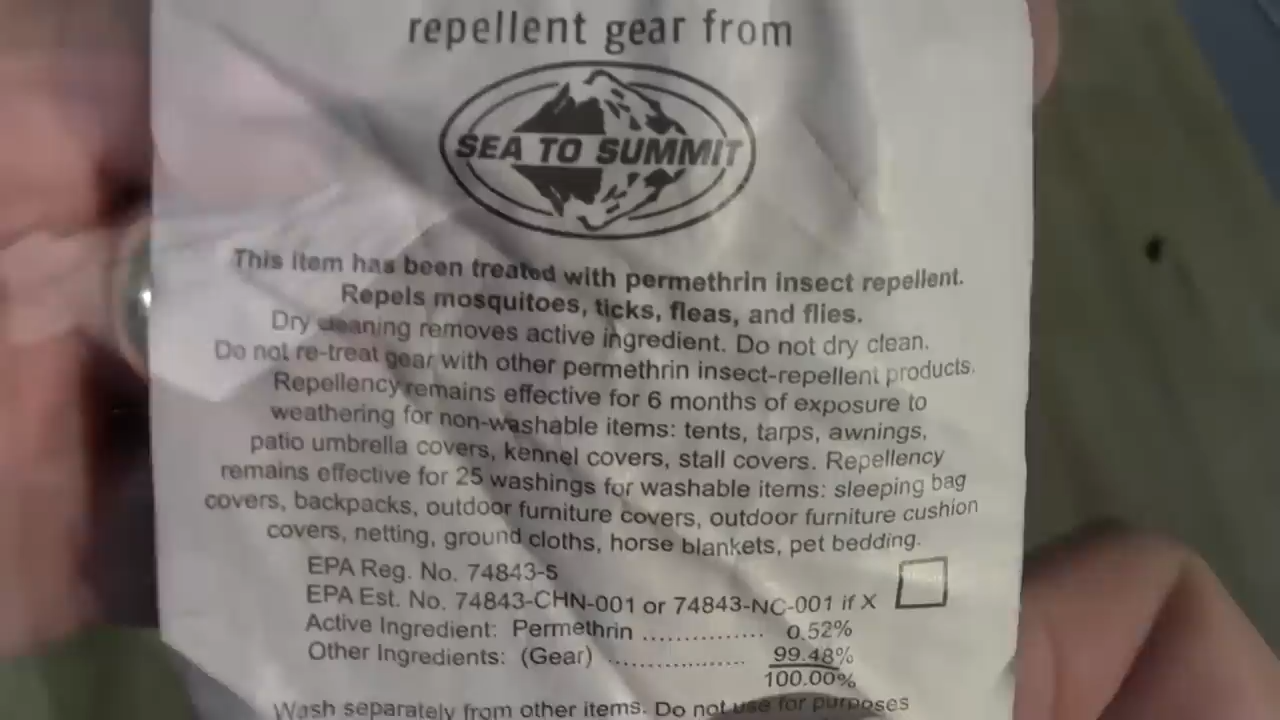 repellent gear from
SEA TO SUMMIT
This item has been treated with permethrin insect repellent.
Repels mosquitoes, ticks, fleas, and flies.
Dry cleaning removes active ingredient. Do not dry clean.
Do not re-treat gear with other permethrin insect-repellent products.
Repellency remains effective for 6 months of exposure to
weathering for non-washable items: tents, tarps, awnings,
patio umbrella covers, kennel covers, stall covers. Repellency
remains effective for 25 washings for washable items: sleeping bag
covers, backpacks, outdoor furniture covers, outdoor furniture cushion
covers, netting, ground cloths, horse blankets, pet bedding.
EPA Reg. No. 74843-5
EPA Est. No. 74843-CHN-001 or 74843-NC-001 if X
Active Ingredient: Permethrin ............... 0.52%
Other Ingredients: (Gear) ................. 99.48%
100.00%
Wash separately from other items. Do not use for purposes